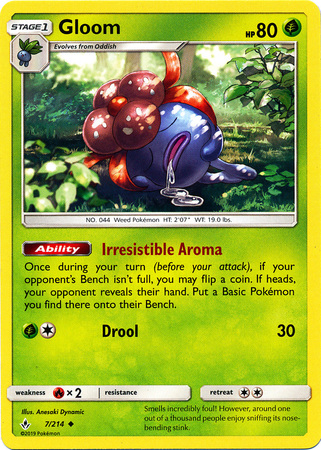 STAGE 1 Gloom HP 80
Evolves from Oddish
NO. 044 Weed Pokémon HT: 2'07" WT: 19.0 lbs.
Ability Irresistible Aroma
Once during your turn (before your attack), if
your opponent's Bench isn't full, you may flip a coin. If heads,
your opponent reveals their hand. Put a Basic Pokémon
you find there onto their Bench.
Drool 30
weakness × 2 resistance retreat
Illus. Anesaki Dynamic
7/214
©2019 Pokémon
Smells incredibly foul! However, around one
out of a thousand people enjoy sniffing its nose-
bending stink.